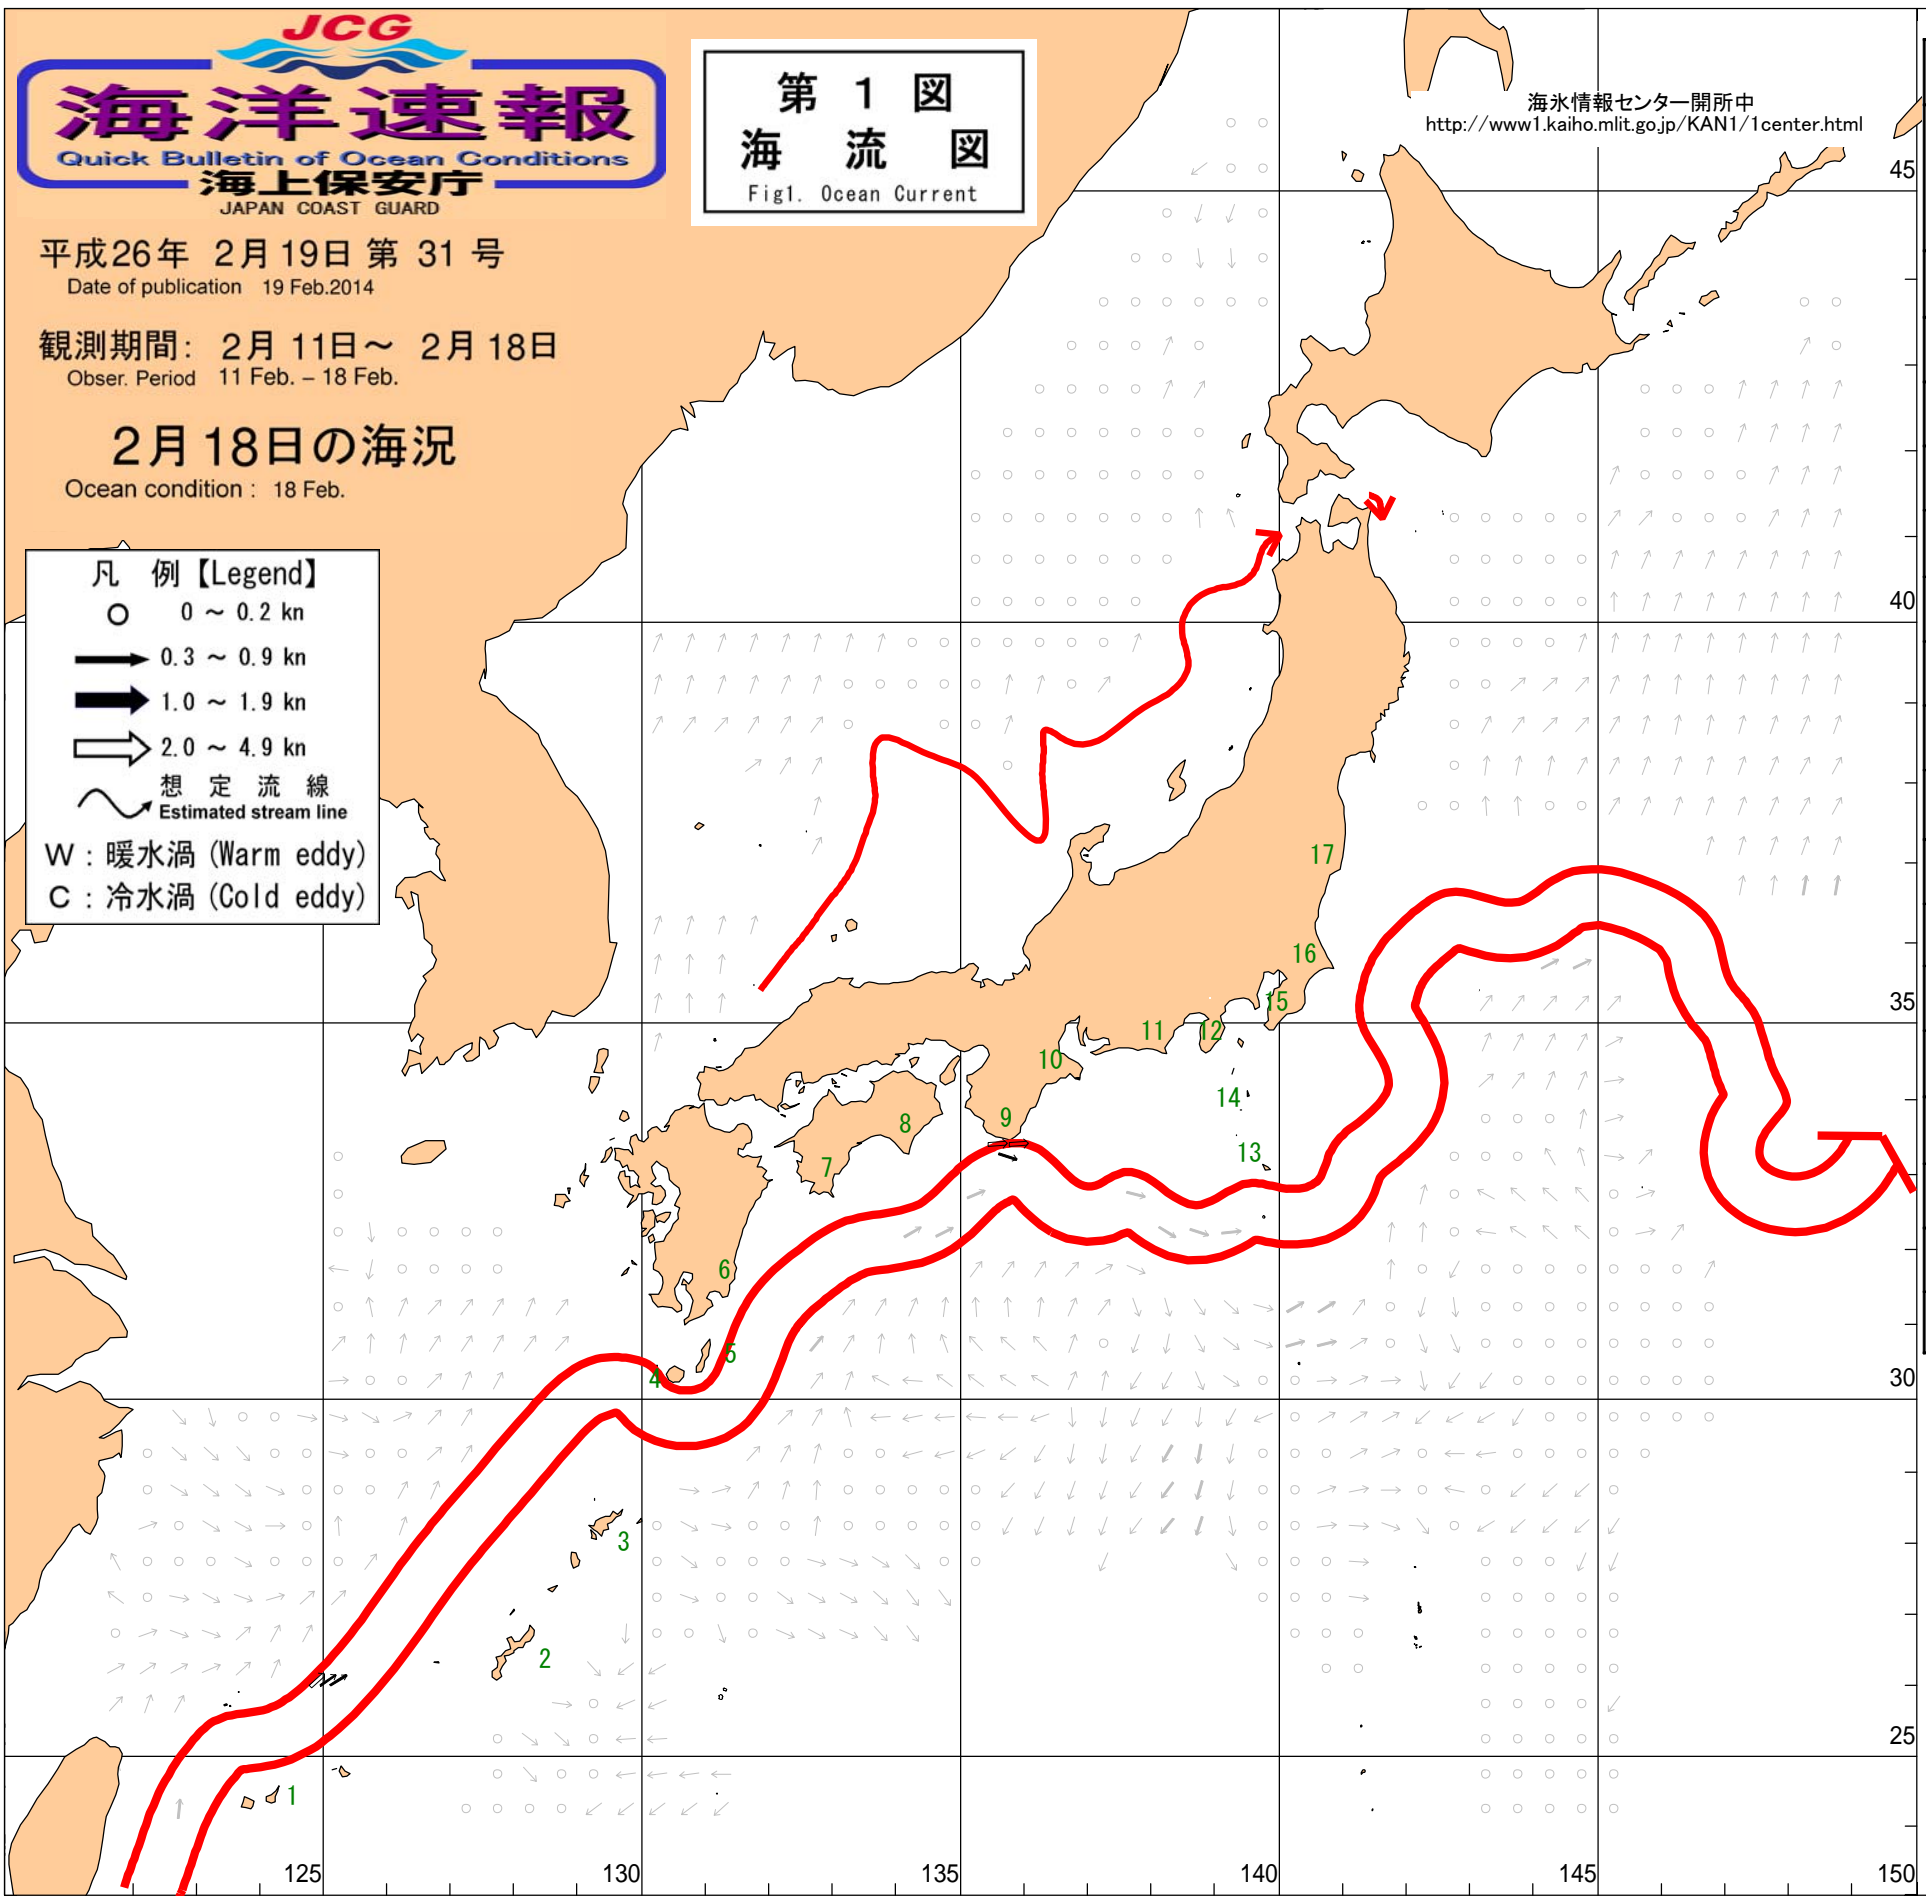 JCG
海洋速報
Quick Bulletin of Ocean Conditions
海上保安庁
JAPAN COAST GUARD
平成26年 2月19日 第 31 号
Date of publication 19 Feb.2014
観測期間: 2月 11日～ 2月 18日
Obser. Period 11 Feb. – 18 Feb.
2月18日の海況
Ocean condition : 18 Feb.
第 1 図
海 流 図
Fig1. Ocean Current
海氷情報センター開所中
http://www1.kaiho.mlit.go.jp/KAN1/1center.html
凡 例【Legend】
0 ～ 0.2 kn
0.3 ～ 0.9 kn
1.0 ～ 1.9 kn
2.0 ～ 4.9 kn
想 定 流 線
Estimated stream line
W : 暖水渦 (Warm eddy)
C : 冷水渦 (Cold eddy)
45
40
17
16
35
15
12
11
10
14
9
8
13
7
6
5
4
30
3
2
25
1
125
130
135
140
145
150